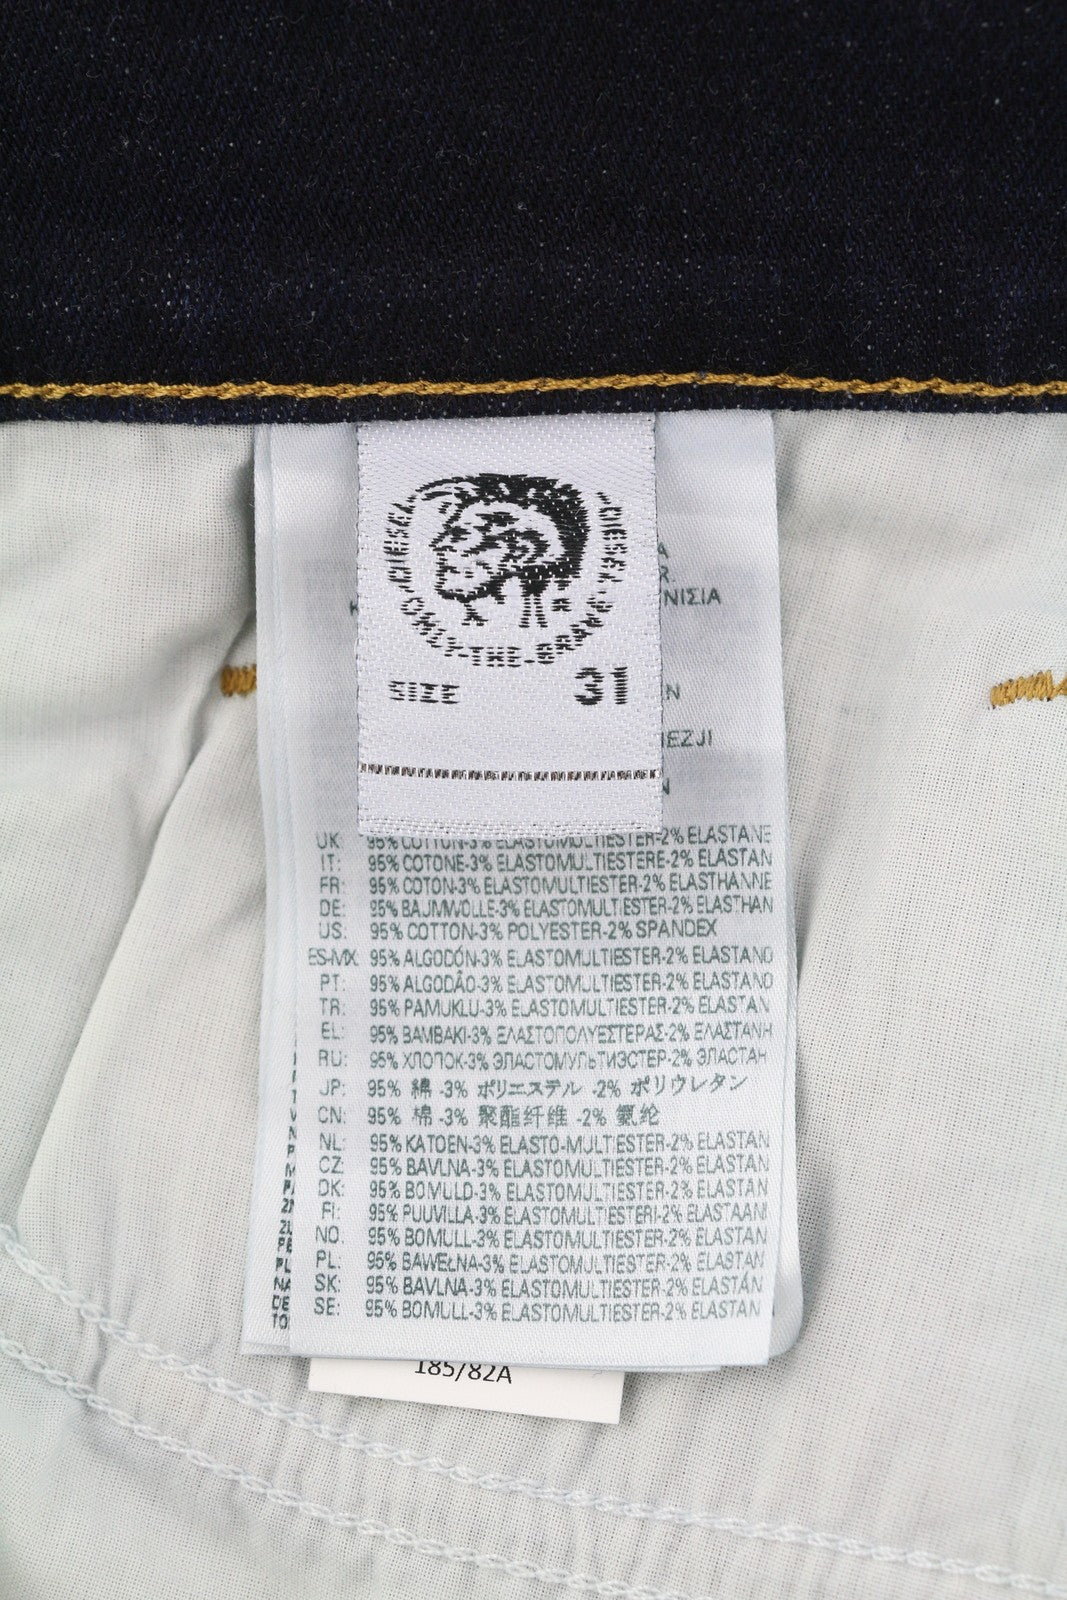 DIESEL DIESEL
ONLY-THE-BRAVE
SIZE 31
ΝΙΣΙΑ
UK: 95% COTTON-3% ELASTOMULTIESTER-2% ELASTANE
IT: 95% COTONE-3% ELASTOMULTIESTERE-2% ELASTAN
FR: 95% COTON-3% ELASTOMULTIESTER-2% ELASTHANNE
DE: 95% BAUMWOLLE-3% ELASTOMULTIESTER-2% ELASTHAN
US: 95% COTTON-3% POLYESTER-2% SPANDEX
ES-MX: 95% ALGODÓN-3% ELASTOMULTIESTER-2% ELASTANO
PT: 95% ALGODÃO-3% ELASTOMULTIESTER-2% ELASTANO
TR: 95% PAMUKLU-3% ELASTOMULTIESTER-2% ELASTAN
EL: 95% ΒΑΜΒΑΚΙ-3% ΕΛΑΣΤΟΠΟΛΥΕΣΤΕΡΑΣ-2% ΕΛΑΣΤΑΝΗ
RU: 95% ХЛОПОК-3% ЭЛАСТОМУЛЬТИЭСТЕР-2% ЭЛАСТАН
JP: 95% 綿 -3% ポリエステル -2% ポリウレタン
CN: 95% 棉 -3% 聚酯纤维 -2% 氨纶
NL: 95% KATOEN-3% ELASTO-MULTIESTER-2% ELASTAN
CZ: 95% BAVLNA-3% ELASTOMULTIESTER-2% ELASTAN
DK: 95% BOMULD-3% ELASTOMULTIESTER-2% ELASTAN
FI: 95% PUUVILLA-3% ELASTOMULTIESTERI-2% ELASTAANI
NO: 95% BOMULL-3% ELASTOMULTIESTER-2% ELASTAN
PL: 95% BAWEŁNA-3% ELASTOMULTIESTER-2% ELASTAN
SK: 95% BAVLNA-3% ELASTOMULTIESTER-2% ELASTÁN
SE: 95% BOMULL-3% ELASTOMULTIESTER-2% ELASTAN
185/82A